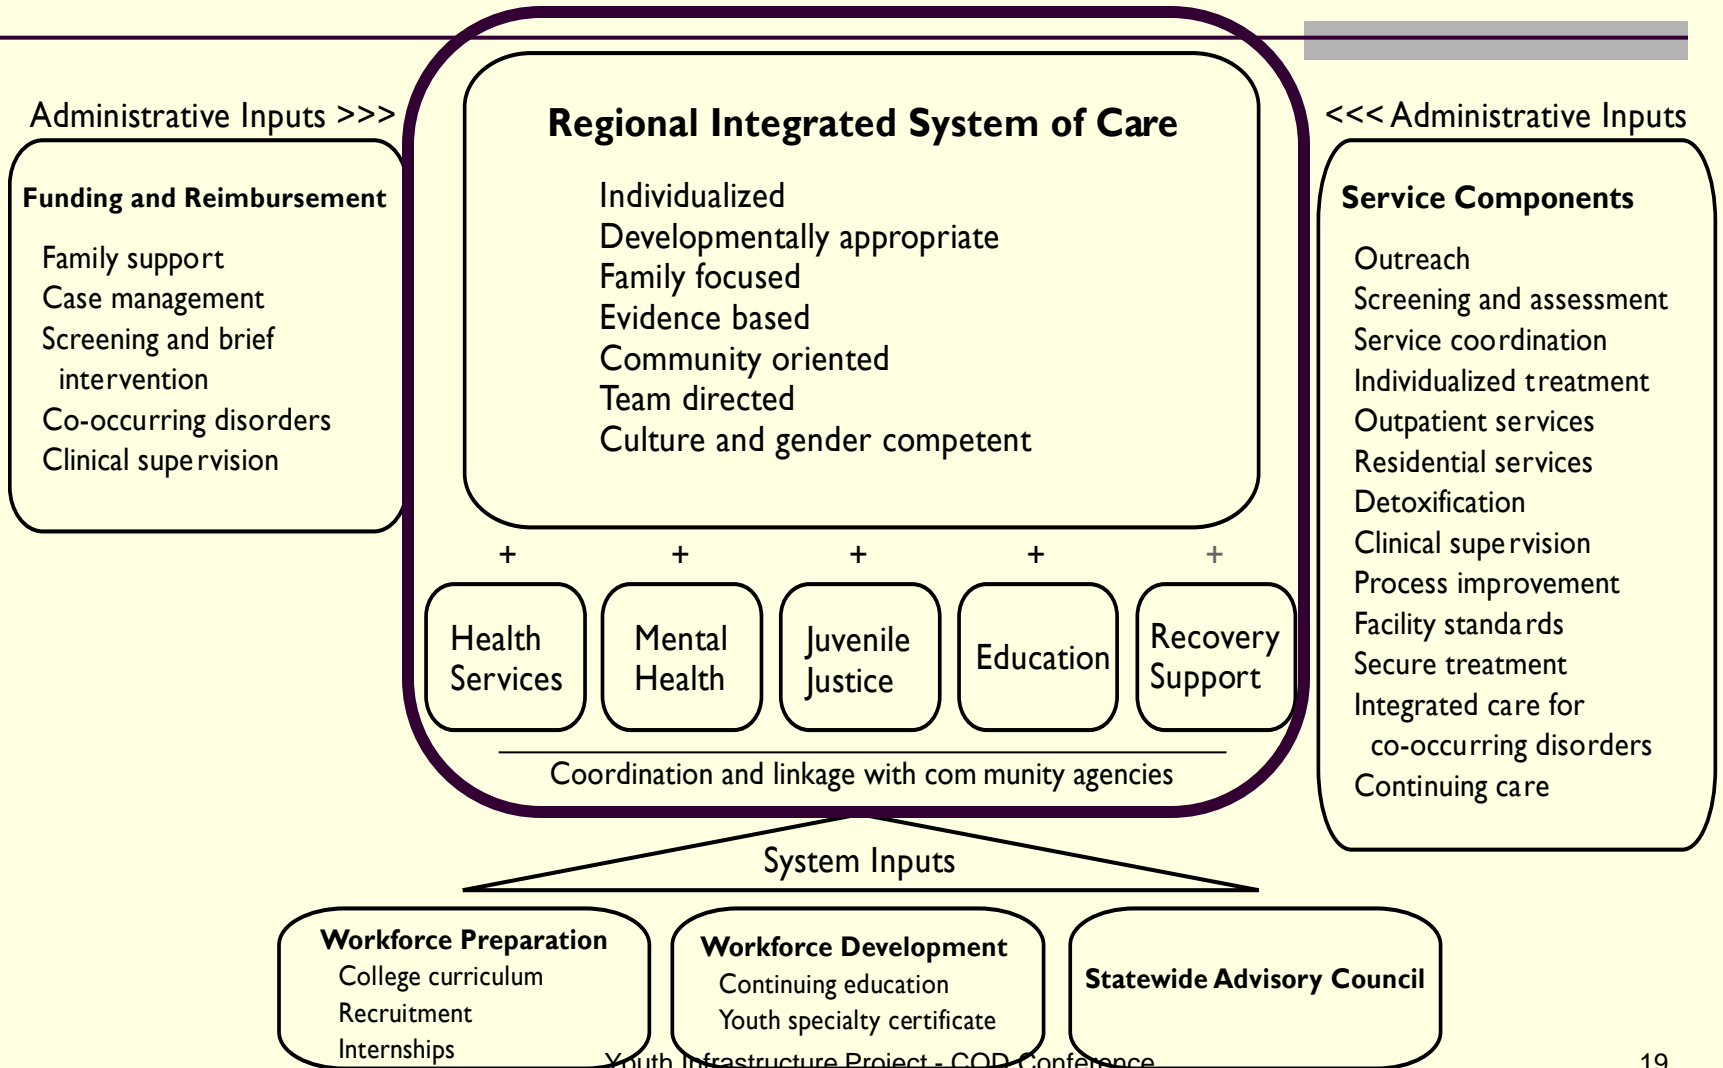 Administrative Inputs >>>
Funding and Reimbursement
Family support
Case management
Screening and brief
intervention
Co-occurring disorders
Clinical supervision
Regional Integrated System of Care
Individualized
Developmentally appropriate
Family focused
Evidence based
Community oriented
Team directed
Culture and gender competent
+ + + + +
Health
Services
Mental
Health
Juvenile
Justice
Education
Recovery
Support
Coordination and linkage with community agencies
<<< Administrative Inputs
Service Components
Outreach
Screening and assessment
Service coordination
Individualized treatment
Outpatient services
Residential services
Detoxification
Clinical supervision
Process improvement
Facility standards
Secure treatment
Integrated care for
co-occurring disorders
Continuing care
System Inputs
Workforce Preparation
College curriculum
Recruitment
Internships
Workforce Development
Continuing education
Youth specialty certificate
Statewide Advisory Council
Youth Infrastructure Project - COD Conference
19